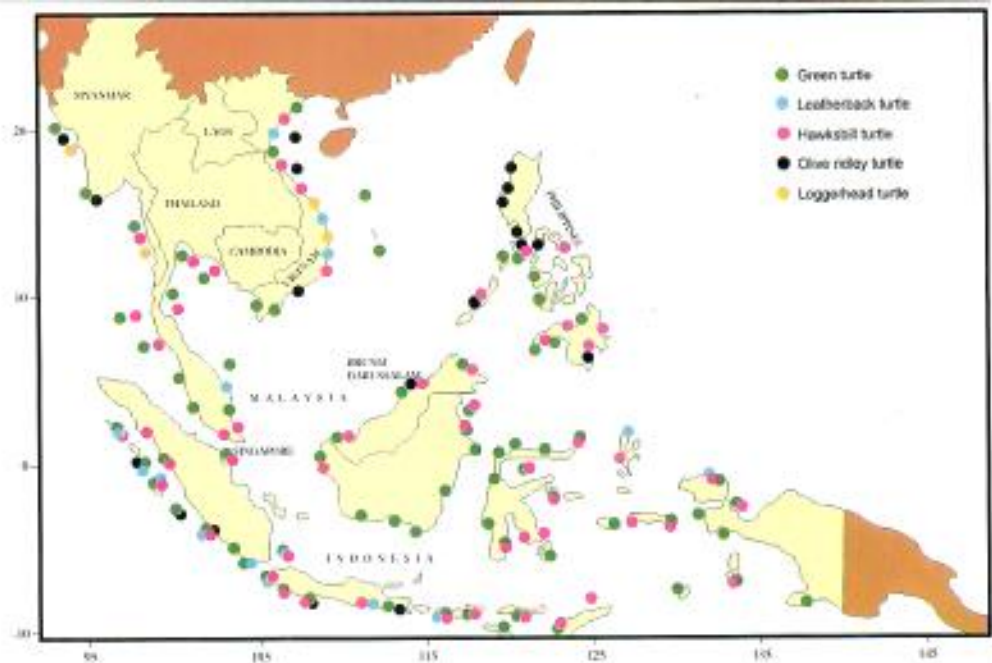 Green turtle
Leatherback turtle
Hawksbill turtle
Olive ridley turtle
Loggerhead turtle
MYANMAR
LAOS
THAILAND
CAMBODIA
VIETNAM
PHILIPPINES
BRUNEI
DARUSSALAM
MALAYSIA
SINGAPORE
INDONESIA
20
10
0
-10
95
105
115
125
135
145